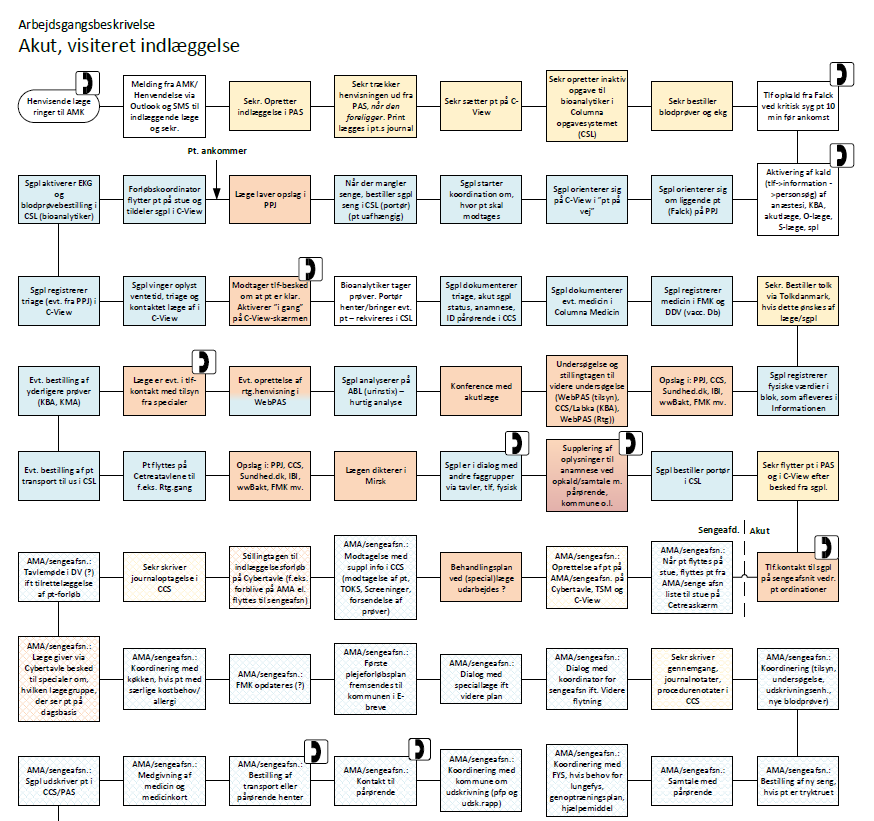 Arbejdsgangsbeskrivelse
Akut, visiteret indlæggelse
Henvisende læge
ringer til AMK
Melding fra AMK/
Henvendelse via
Outlook og SMS til
indlæggende læge
og sekr.
Sekr. Opretter
indlæggelse i PAS
Sekr trækker
henvisningen ud fra
PAS, når den
foreligger. Print
lægges i pt.s journal
Sekr sætter pt på C-
View
Sekr opretter inaktiv
opgave til
bioanalytiker i
Columna
opgavesystemet
(CSL)
Sekr bestiller
blodprøver og ekg
Tlf opkald fra Falck
ved kritisk syg pt 10
min før ankomst
Pt. ankommer
Sgpl aktiverer EKG
og
blodprøvebestilling i
CSL (bioanalytiker)
Forløbskoordinator
flytter pt på stue og
tildeler sgpl i C-View
Læge laver opslag i
PPJ
Når der mangler
senge, bestiller sgpl
seng i CSL (portør)
(pt uafhængig)
Sgpl starter
koordination om,
hvor pt skal
modtages
Sgpl orienterer sig
på C-View i "pt på
vej"
Sgpl orienterer sig
om liggende pt
(Falck) på PPJ
Aktivering af kald
(tlf->information -
>personsøg) af
anæstesi, KBA,
akutlæge, O-læge,
S-læge, spl
Sgpl registrerer
triage (evt. fra PPJ) i
C-View
Sgpl vinger oplyst
ventetid, triage og
kontaktet læge af i
C-View
Modtager tlf-besked
om at pt er klar.
Aktiverer "i gang"
på C-View-skærmen
Bioanalytiker tager
prøver. Portør
henter/bringer evt.
pt – rekvireres i CSL
Sgpl dokumenterer
triage, akut sgpl
status, anamnese,
ID pårørende i CCS
Sgpl dokumenterer
evt. medicin i
Columna Medicin
Sgpl registrerer
medicin i FMK og
DDV (vacc. Db)
Sekr. Bestiller tolk
via Tolkdanmark,
hvis dette ønskes af
læge/sgpl
Evt. bestilling af
yderligere prøver
(KBA, KMA)
Læge er evt. i tlf-
kontakt med tilsyn
fra specialer
Evt. oprettelse af
rtg.henvisning i
WebPAS
Sgpl analyserer på
ABL (urinstix) –
hurtig analyse
Konference med
akutlæge
Undersøgelse og
stillingtagen til
videre undersøgelse
(WebPAS (tilsyn),
CCS/Labka (KBA),
WebPAS (Rtg))
Opslag i: PPJ, CCS,
Sundhed.dk, IBI,
wwBakt, FMK mv.
Sgpl registrerer
fysiske værdier i
blok, som afleveres i
Informationen
Evt. bestilling af pt
transport til us i CSL
Pt flyttes på
Cetreatavlene til
f.eks. Rtg.gang
Opslag i: PPJ, CCS,
Sundhed.dk, IBI,
wwBakt, FMK mv.
Lægen dikterer i
Mirsk
Sgpl er i dialog med
andre faggrupper
via tavler, tlf, fysisk
Supplering af
oplysninger til
anamnese ved
opkald/samtale m.
pårørende,
kommune o.l.
Sgpl bestiller portør
i CSL
Sekr flytter pt i PAS
og i C-View efter
besked fra sgpl.
Sengeafd.
Akut
AMA/sengeafsn.:
Tavlemøde i DV (?)
ift tilrettelæggelse
af pt-forløb
Sekr skriver
journaloptagelse i
CCS
Stillingtagen til
indlæggelsesforløb
på Cybertavle (f.eks.
forblive på AMA el.
flyttes til sengeafsn)
AMA/sengeafsn.:
Modtagelse med
suppl info i CCS
(modtagelse af pt,
TOKS, Screeninger,
forsendelse af
prøver)
Behandlingsplan
ved (special)læge
udarbejdes ?
AMA/sengeafsn.:
Oprettelse af pt på
AMA/sengeafsn. på
Cybertavle, TSM og
C-View
AMA/sengeafsn.:
Når pt flyttes på
stue, flyttes pt fra
AMA/senge afsn
liste til stue på
Cetreaskærm
Tlf.kontakt til sgpl
på sengeafsnit vedr.
pt ordinationer
AMA/sengeafsn.:
Læge giver via
Cybertavle besked
til specialer om,
hvilken lægegruppe,
der ser pt på
dagsbasis
AMA/sengeafsn.:
Koordinering med
køkken, hvis pt med
særlige kostbehov/
allergi
AMA/sengeafsn.:
FMK opdateres (?)
AMA/sengeafsn.:
Første
plejeforløbsplan
fremsendes til
kommunen i E-
breve
AMA/sengeafsn.:
Dialog med
speciallæge ift
videre plan
AMA/sengeafsn.:
Dialog med
koordinator for
sengeafsn ift. Videre
flytning
Sekr skriver
gennemgang,
journalnotater,
procedurenotater i
CCS
AMA/sengeafsn.:
Koordinering (tilsyn,
undersøgelse,
udskrivningsenh.,
nye blodprøver)
AMA/sengeafsn.:
Sgpl udskriver pt i
CCS/PAS
AMA/sengeafsn.:
Medgivning af
medicin og
medicinkort
AMA/sengeafsn.:
Bestilling af
transport eller
pårørende henter
AMA/sengeafsn.:
Kontakt til
pårørende
AMA/sengeafsn.:
Koordinering med
kommune om
udskrivning (pfp og
udsk.rapp)
AMA/sengeafsn.:
Koordinering med
FYS, hvis behov for
lungefys,
genoptræningsplan,
hjælpemiddel
AMA/sengeafsn.:
Samtale med
pårørende
AMA/sengeafsn.:
Bestilling af ny seng,
hvis pt er tryktruet